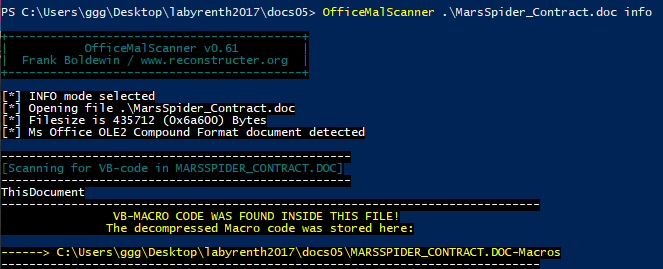 PS C:\Users\ggg\Desktop\labyrenth2017\docs05> OfficeMalScanner .\MarsSpider_Contract.doc info
+------------------------------------------+
|           OfficeMalScanner v0.61           |
|  Frank Boldewin / www.reconstructer.org  |
+------------------------------------------+
[*] INFO mode selected
[*] Opening file .\MarsSpider_Contract.doc
[*] Filesize is 435712 (0x6a600) Bytes
[*] Ms Office OLE2 Compound Format document detected
-----------------------------------------------------
[Scanning for VB-code in MARSSPIDER_CONTRACT.DOC]
-----------------------------------------------------
ThisDocument
-----------------------------------------------------------------------------
VB-MACRO CODE WAS FOUND INSIDE THIS FILE!
The decompressed Macro code was stored here:
------> C:\Users\ggg\Desktop\labyrenth2017\docs05\MARSSPIDER_CONTRACT.DOC-Macros
-----------------------------------------------------------------------------